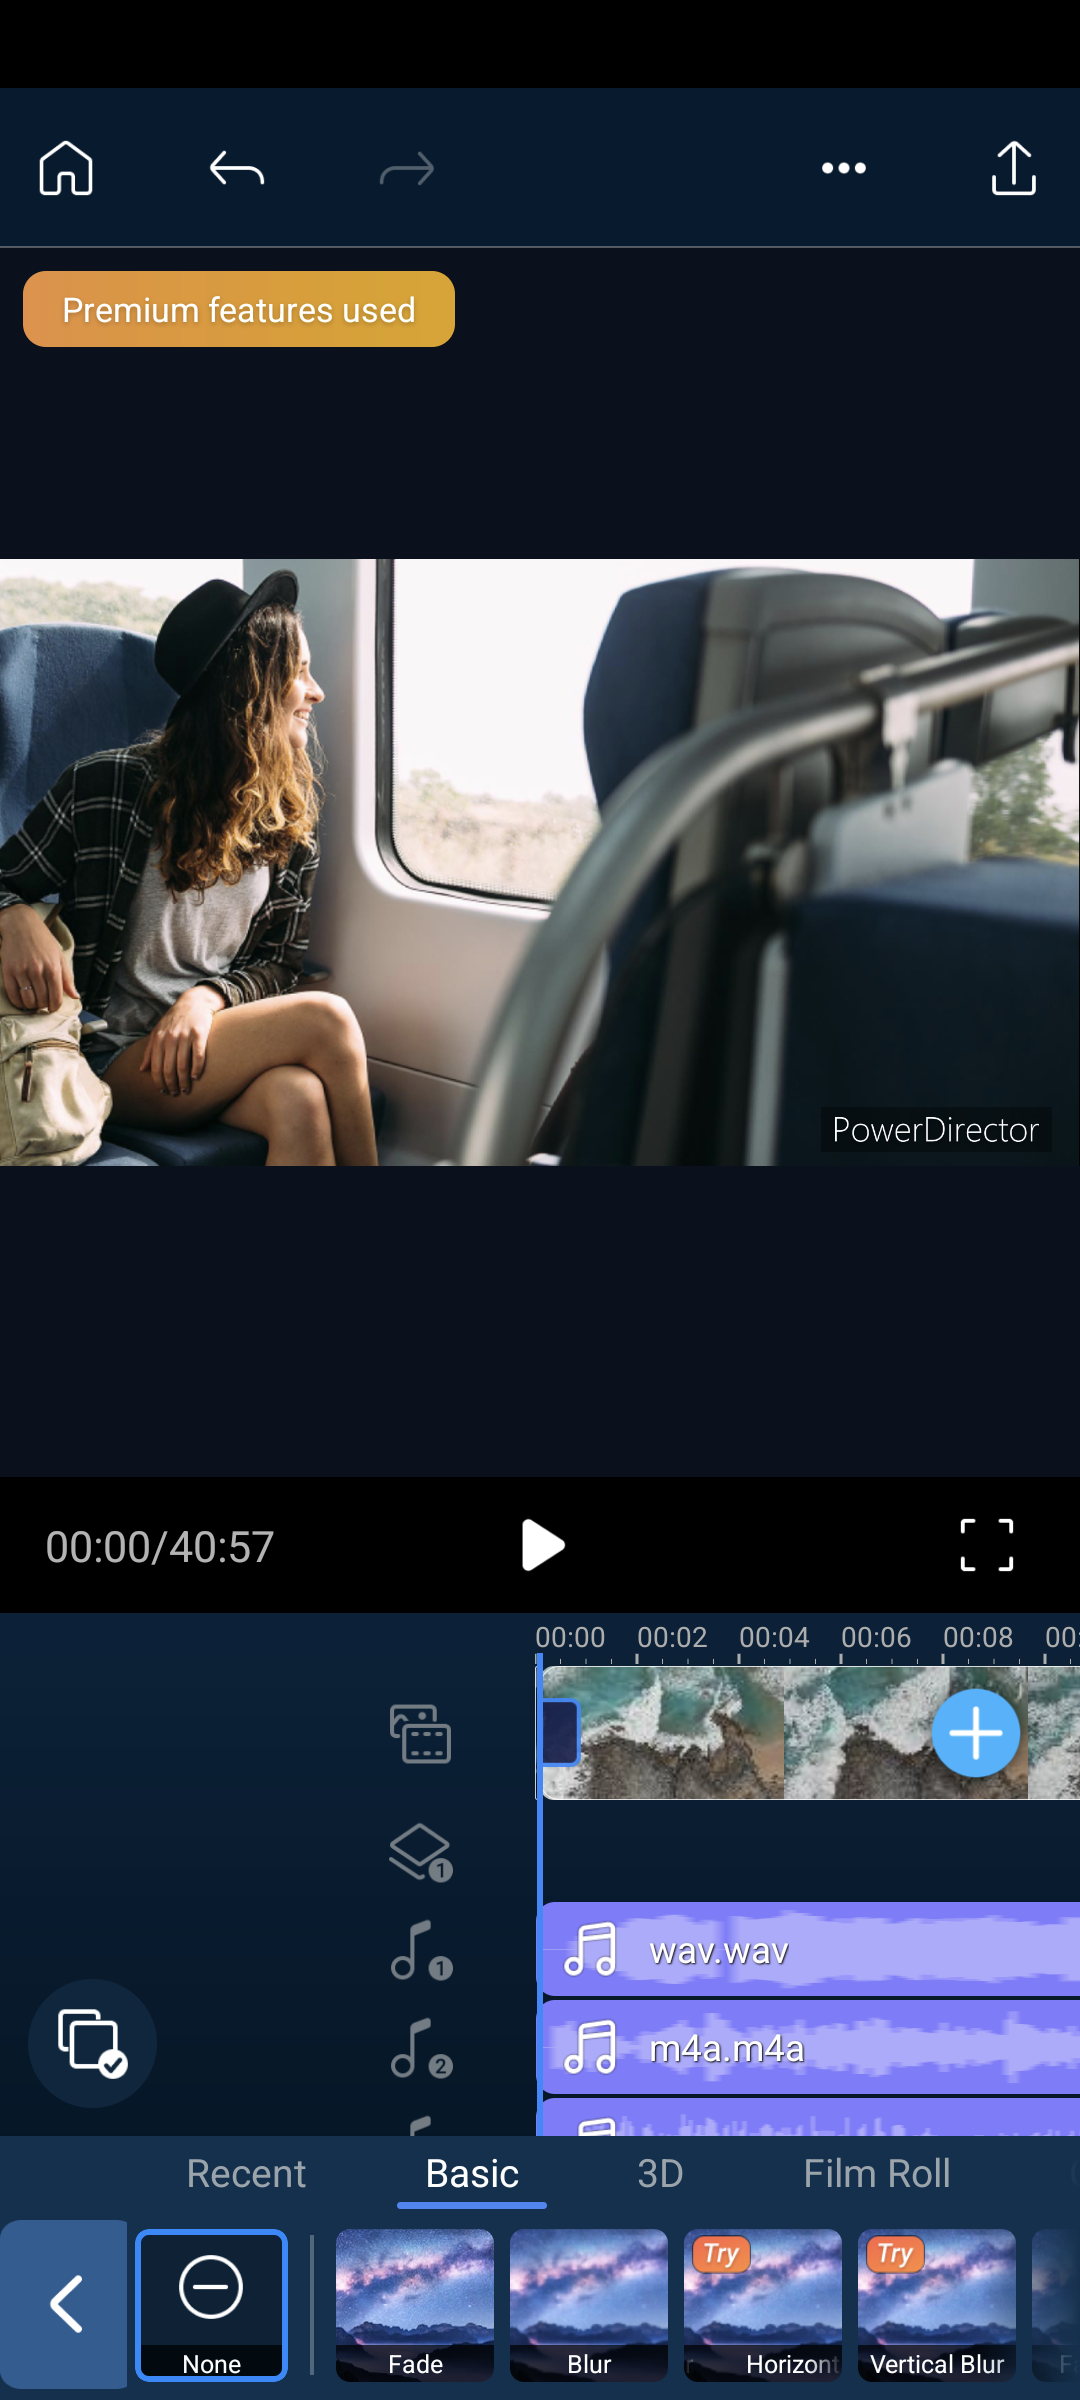 Premium features used
PowerDirector
00:00/40:57
00:00 00:02 00:04 00:06 00:08 00:
1
wav.wav
1
m4a.m4a
2
Recent Basic 3D Film Roll
Try Try
None Fade Blur Horizont Vertical Blur